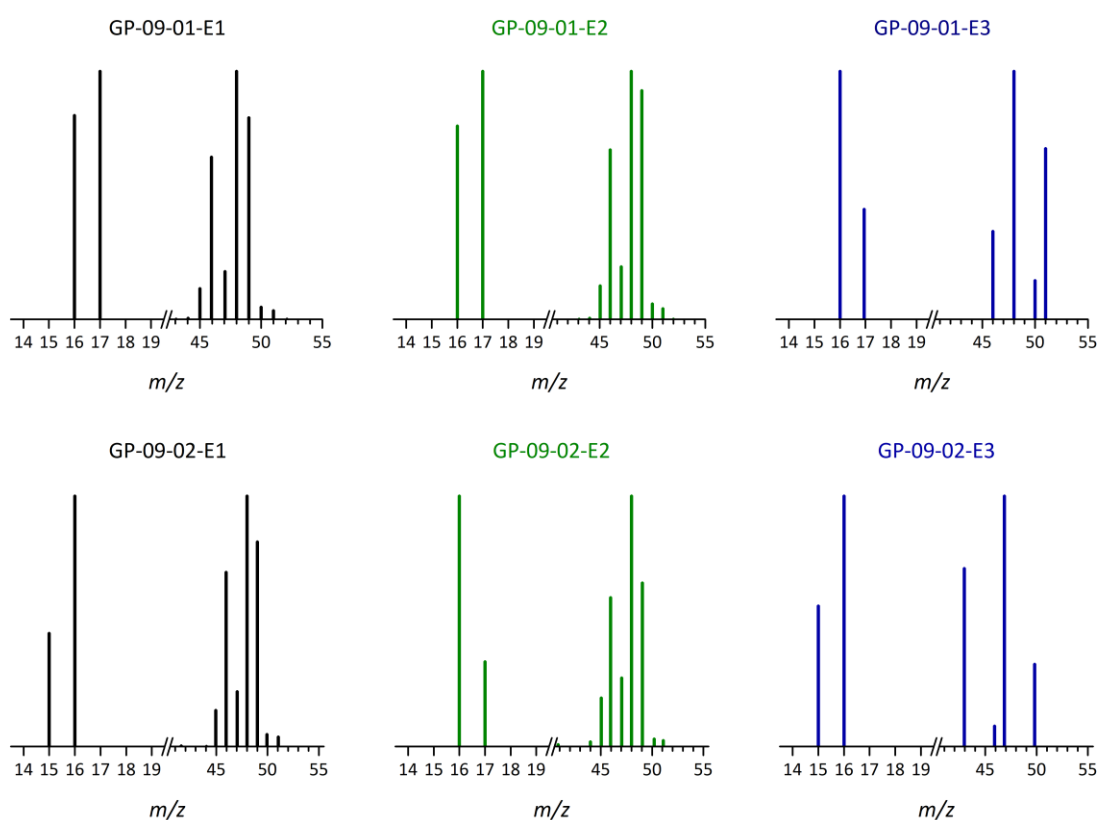 GP-09-01-E1 GP-09-01-E2 GP-09-01-E3
14 15 16 17 18 19 45 50 55 14 15 16 17 18 19 45 50 55 14 15 16 17 18 19 45 50 55
m/z m/z m/z
GP-09-02-E1 GP-09-02-E2 GP-09-02-E3
14 15 16 17 18 19 45 50 55 14 15 16 17 18 19 45 50 55 14 15 16 17 18 19 45 50 55
m/z m/z m/z